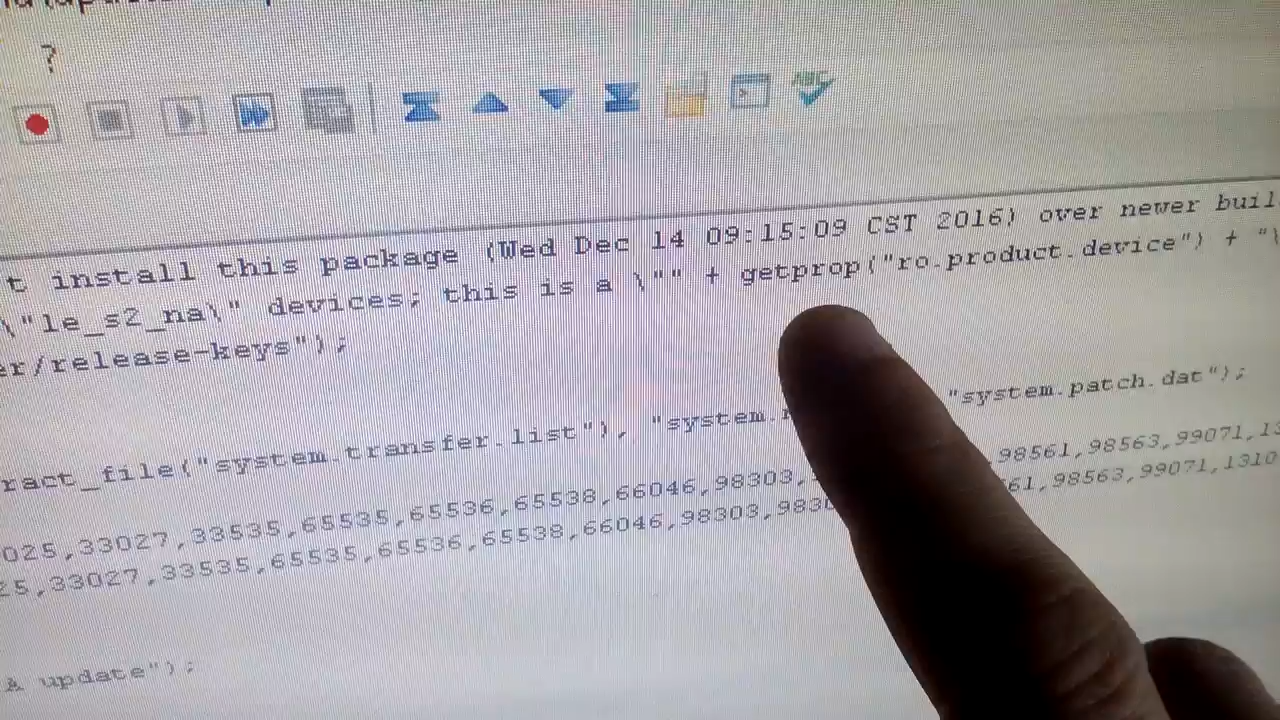 ?
ABC
t install this package (Wed Dec 14 09:15:09 CST 2016) over newer buil
\"le_s2_na\" devices; this is a \"" + getprop("ro.product.device") + "\
er/release-keys");
ract_file("system.transfer.list"), "system. "system.patch.dat");
025,33027,33535,65535,65536,65538,66046,98303, ,98561,98563,99071,13
25,33027,33535,65535,65536,65538,66046,98303,9830 61,98563,99071,1310
& update");